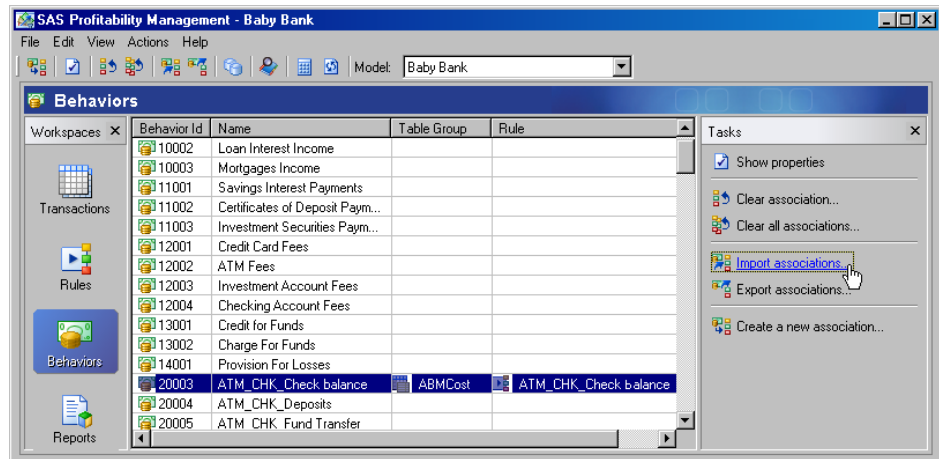 SAS Profitability Management - Baby Bank
File Edit View Actions Help
Model: Baby Bank
Behaviors
Workspaces
Transactions
Rules
Behaviors
Reports
Behavior Id Name Table Group Rule
10002 Loan Interest Income
10003 Mortgages Income
11001 Savings Interest Payments
11002 Certificates of Deposit Paym...
11003 Investment Securities Paym...
12001 Credit Card Fees
12002 ATM Fees
12003 Investment Account Fees
12004 Checking Account Fees
13001 Credit for Funds
13002 Charge For Funds
14001 Provision For Losses
20003 ATM_CHK_Check balance ABMCost ATM_CHK_Check balance
20004 ATM_CHK_Deposits
20005 ATM_CHK_Fund Transfer
Tasks
Show properties
Clear association...
Clear all associations...
Import associations...
Export associations...
Create a new association...